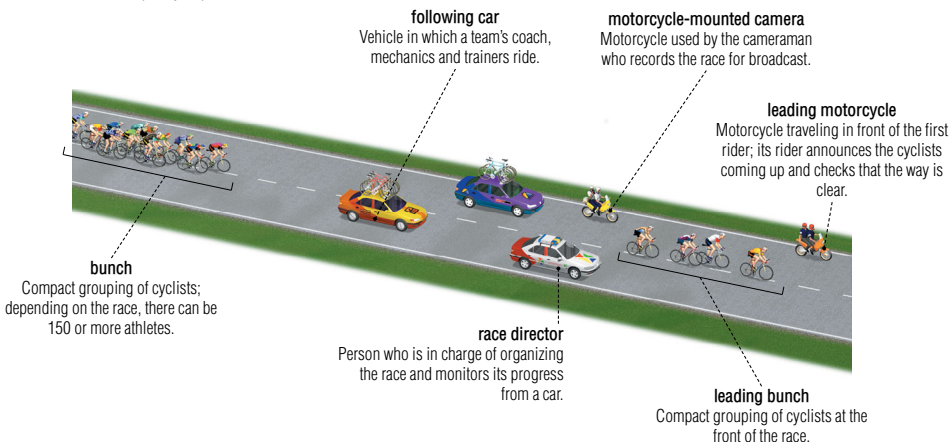 following car
Vehicle in which a team's coach,
mechanics and trainers ride.
motorcycle-mounted camera
Motorcycle used by the cameraman
who records the race for broadcast.
leading motorcycle
Motorcycle traveling in front of the first
rider; its rider announces the cyclists
coming up and checks that the way is
clear.
bunch
Compact grouping of cyclists;
depending on the race, there can be
150 or more athletes.
race director
Person who is in charge of organizing
the race and monitors its progress
from a car.
leading bunch
Compact grouping of cyclists at the
front of the race.